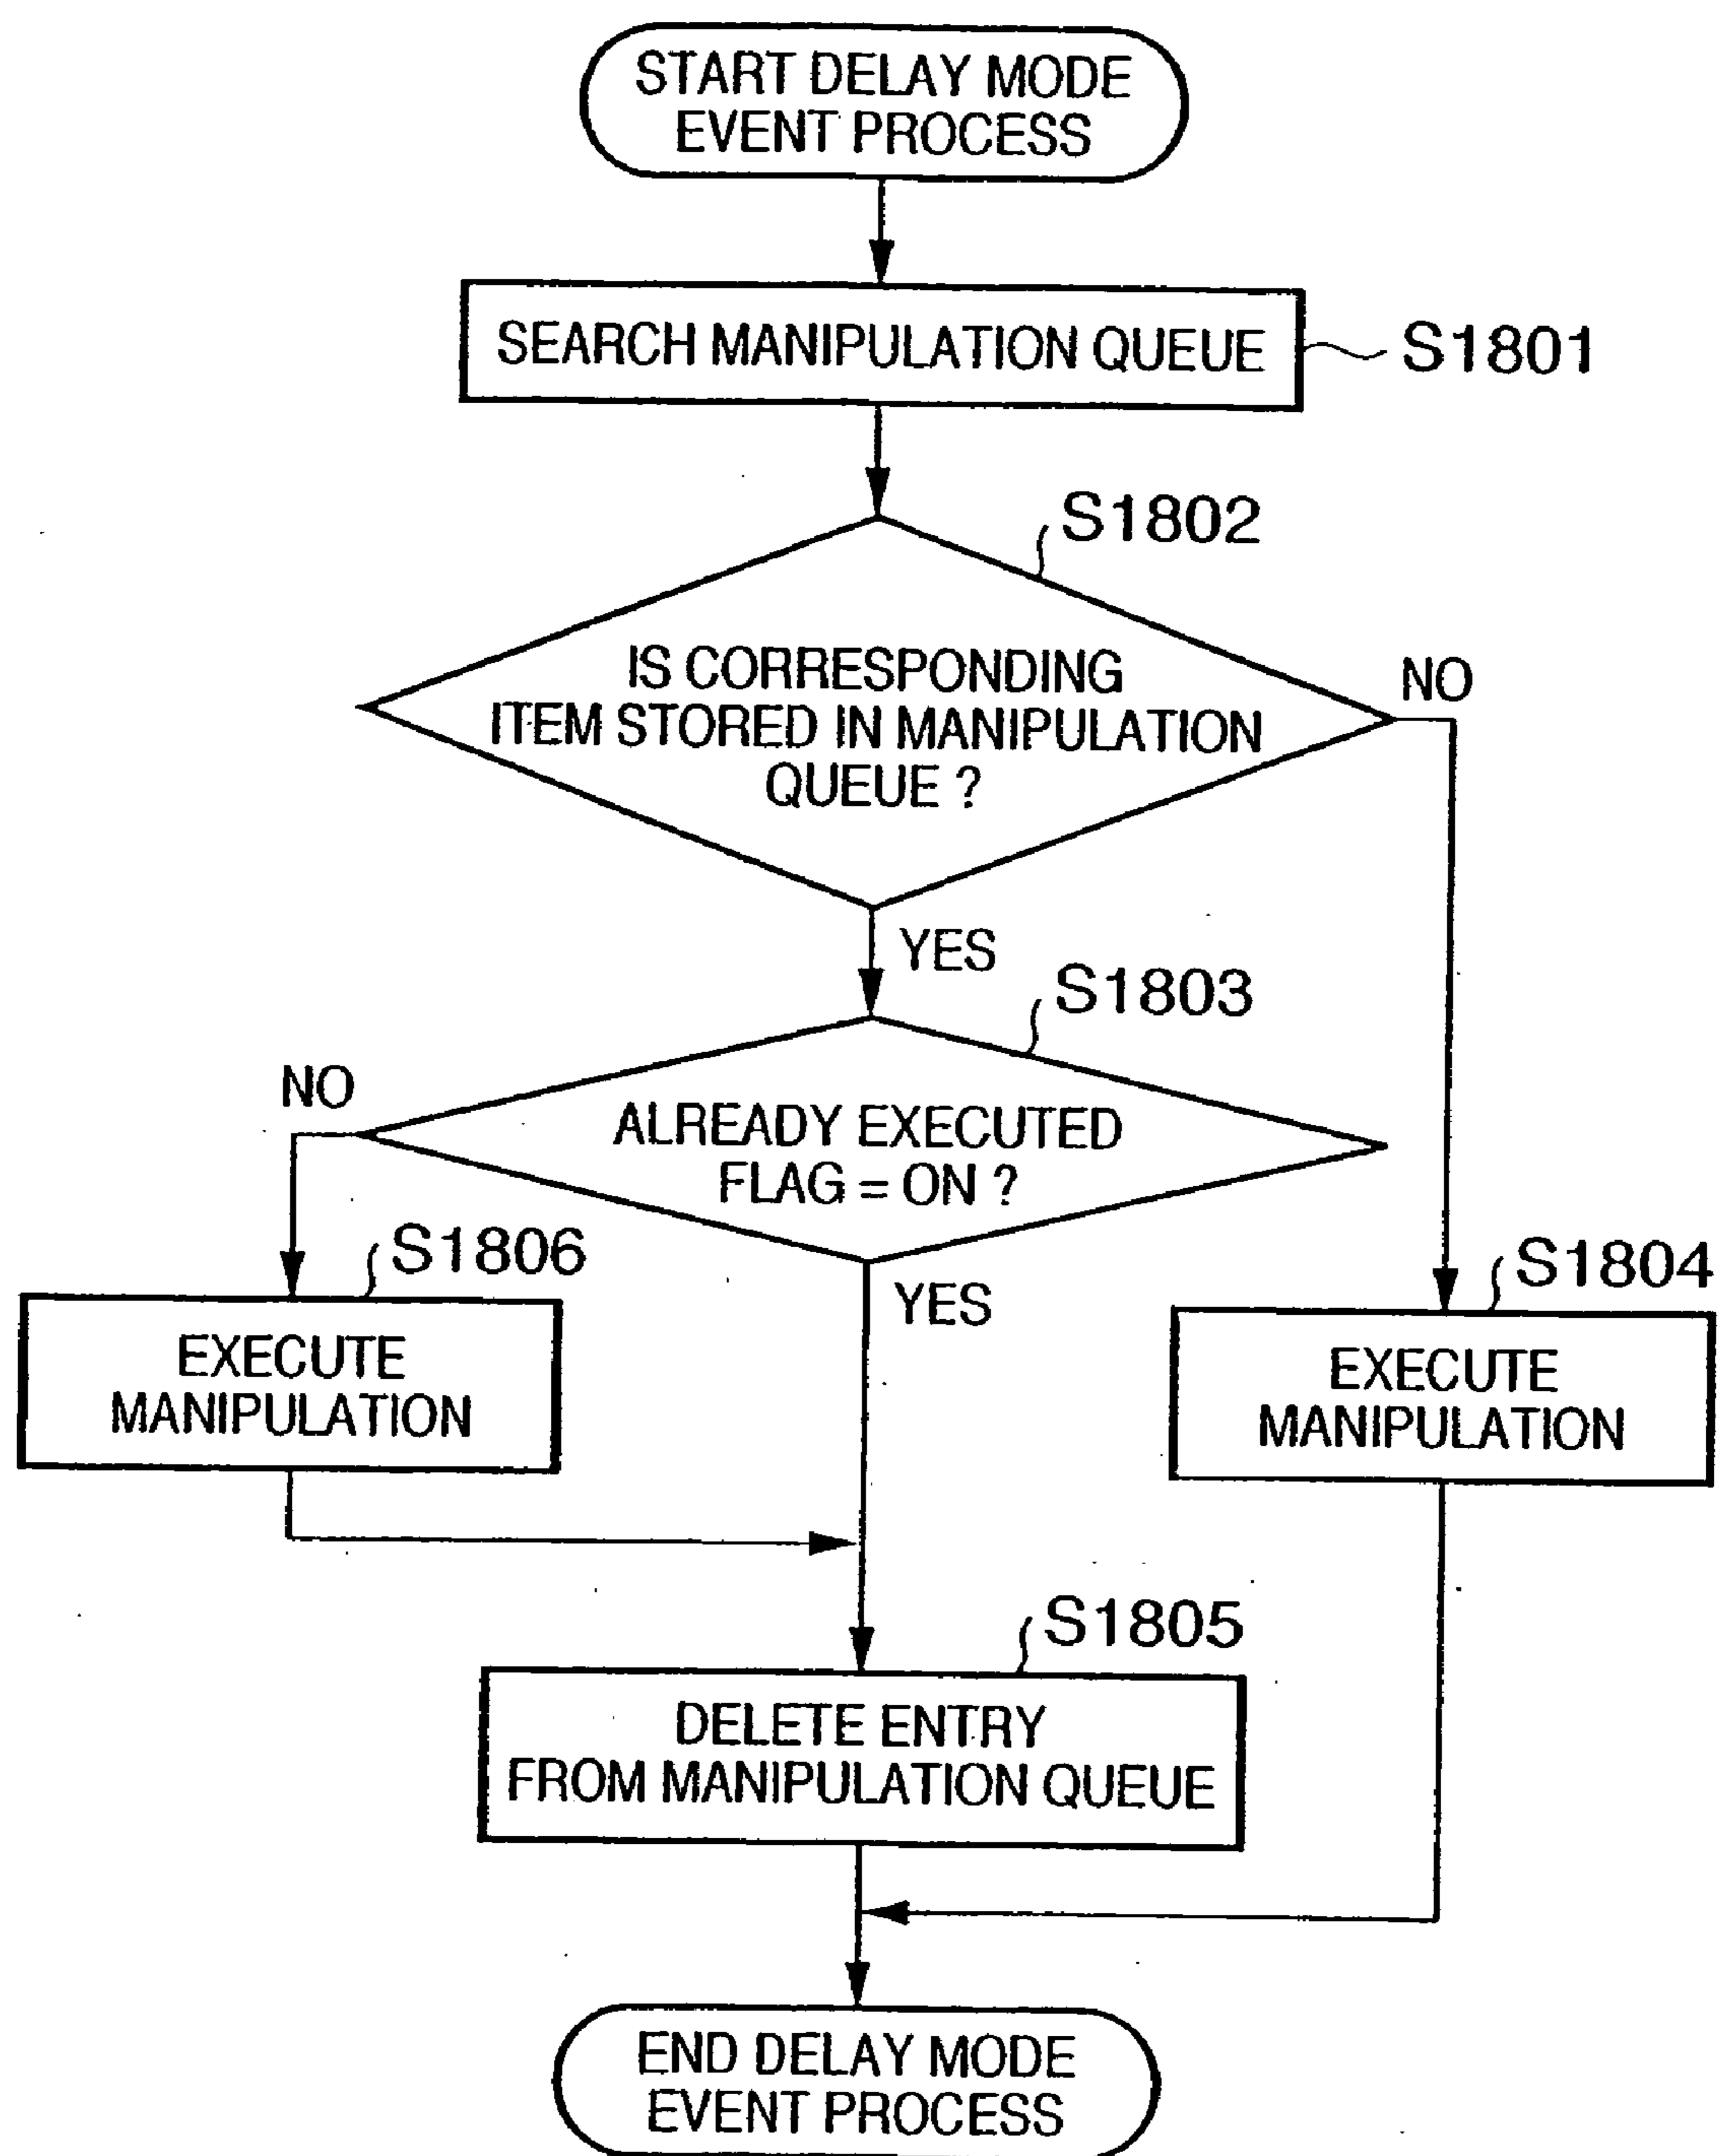 START DELAY MODE
EVENT PROCESS
SEARCH MANIPULATION QUEUE
S1801
S1802
IS CORRESPONDING
ITEM STORED IN MANIPULATION
QUEUE ?
NO
YES
S1803
NO
ALREADY EXECUTED
FLAG = ON ?
S1806
YES
S1804
EXECUTE
MANIPULATION
EXECUTE
MANIPULATION
S1805
DELETE ENTRY
FROM MANIPULATION QUEUE
END DELAY MODE
EVENT PROCESS